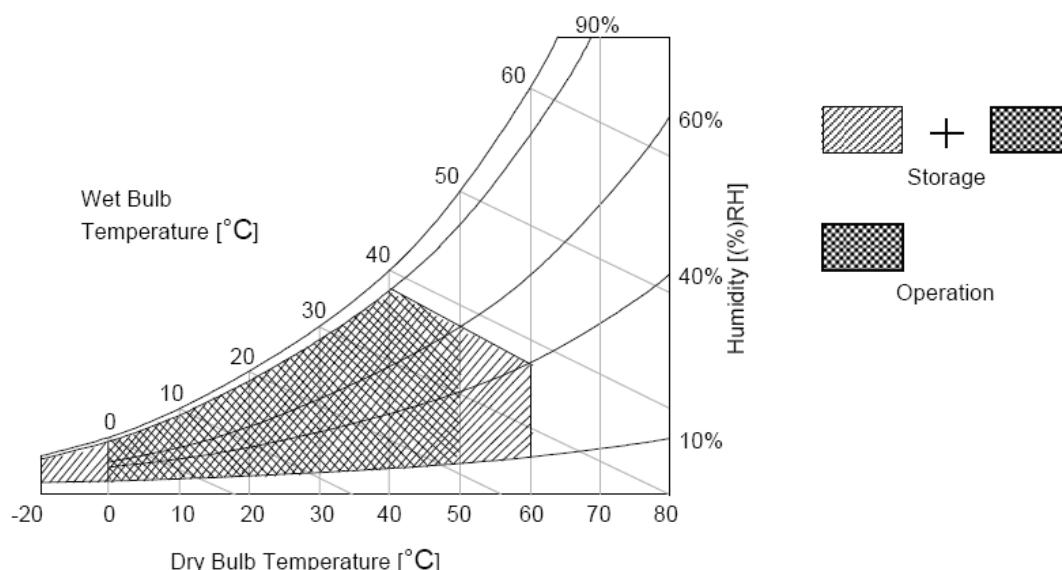 90%
60
60%
50
Wet Bulb
Temperature [°C]
Storage
40
40%
Humidity [(%)RH]
Operation
30
20
10
0
10%
-20 0 10 20 30 40 50 60 70 80
Dry Bulb Temperature [°C]